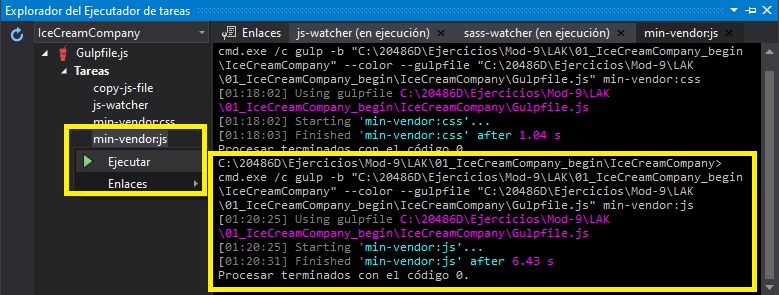 Explorador del Ejecutador de tareas
IceCreamCompany
Enlaces
js-watcher (en ejecución)
sass-watcher (en ejecución)
min-vendor:js
Gulpfile.js
Tareas
copy-js-file
js-watcher
min-vendor:css
min-vendor:js
Ejecutar
Enlaces
cmd.exe /c gulp -b "C:\20486D\Ejercicios\Mod-9\LAK\01_IceCreamCompany_begin
\IceCreamCompany" --color --gulpfile "C:\20486D\Ejercicios\Mod-9\LAK
\01_IceCreamCompany_begin\IceCreamCompany\Gulpfile.js" min-vendor:css
[01:18:02] Using gulpfile C:\20486D\Ejercicios\Mod-9\LAK
\01_IceCreamCompany_begin\IceCreamCompany\Gulpfile.js
[01:18:02] Starting 'min-vendor:css'...
[01:18:03] Finished 'min-vendor:css' after 1.04 s
Procesar terminados con el código 0.
C:\20486D\Ejercicios\Mod-9\LAK\01_IceCreamCompany_begin\IceCreamCompany>
cmd.exe /c gulp -b "C:\20486D\Ejercicios\Mod-9\LAK\01_IceCreamCompany_begin
\IceCreamCompany" --color --gulpfile "C:\20486D\Ejercicios\Mod-9\LAK
\01_IceCreamCompany_begin\IceCreamCompany\Gulpfile.js" min-vendor:js
[01:20:25] Using gulpfile C:\20486D\Ejercicios\Mod-9\LAK
\01_IceCreamCompany_begin\IceCreamCompany\Gulpfile.js
[01:20:25] Starting 'min-vendor:js'...
[01:20:31] Finished 'min-vendor:js' after 6.43 s
Procesar terminados con el código 0.